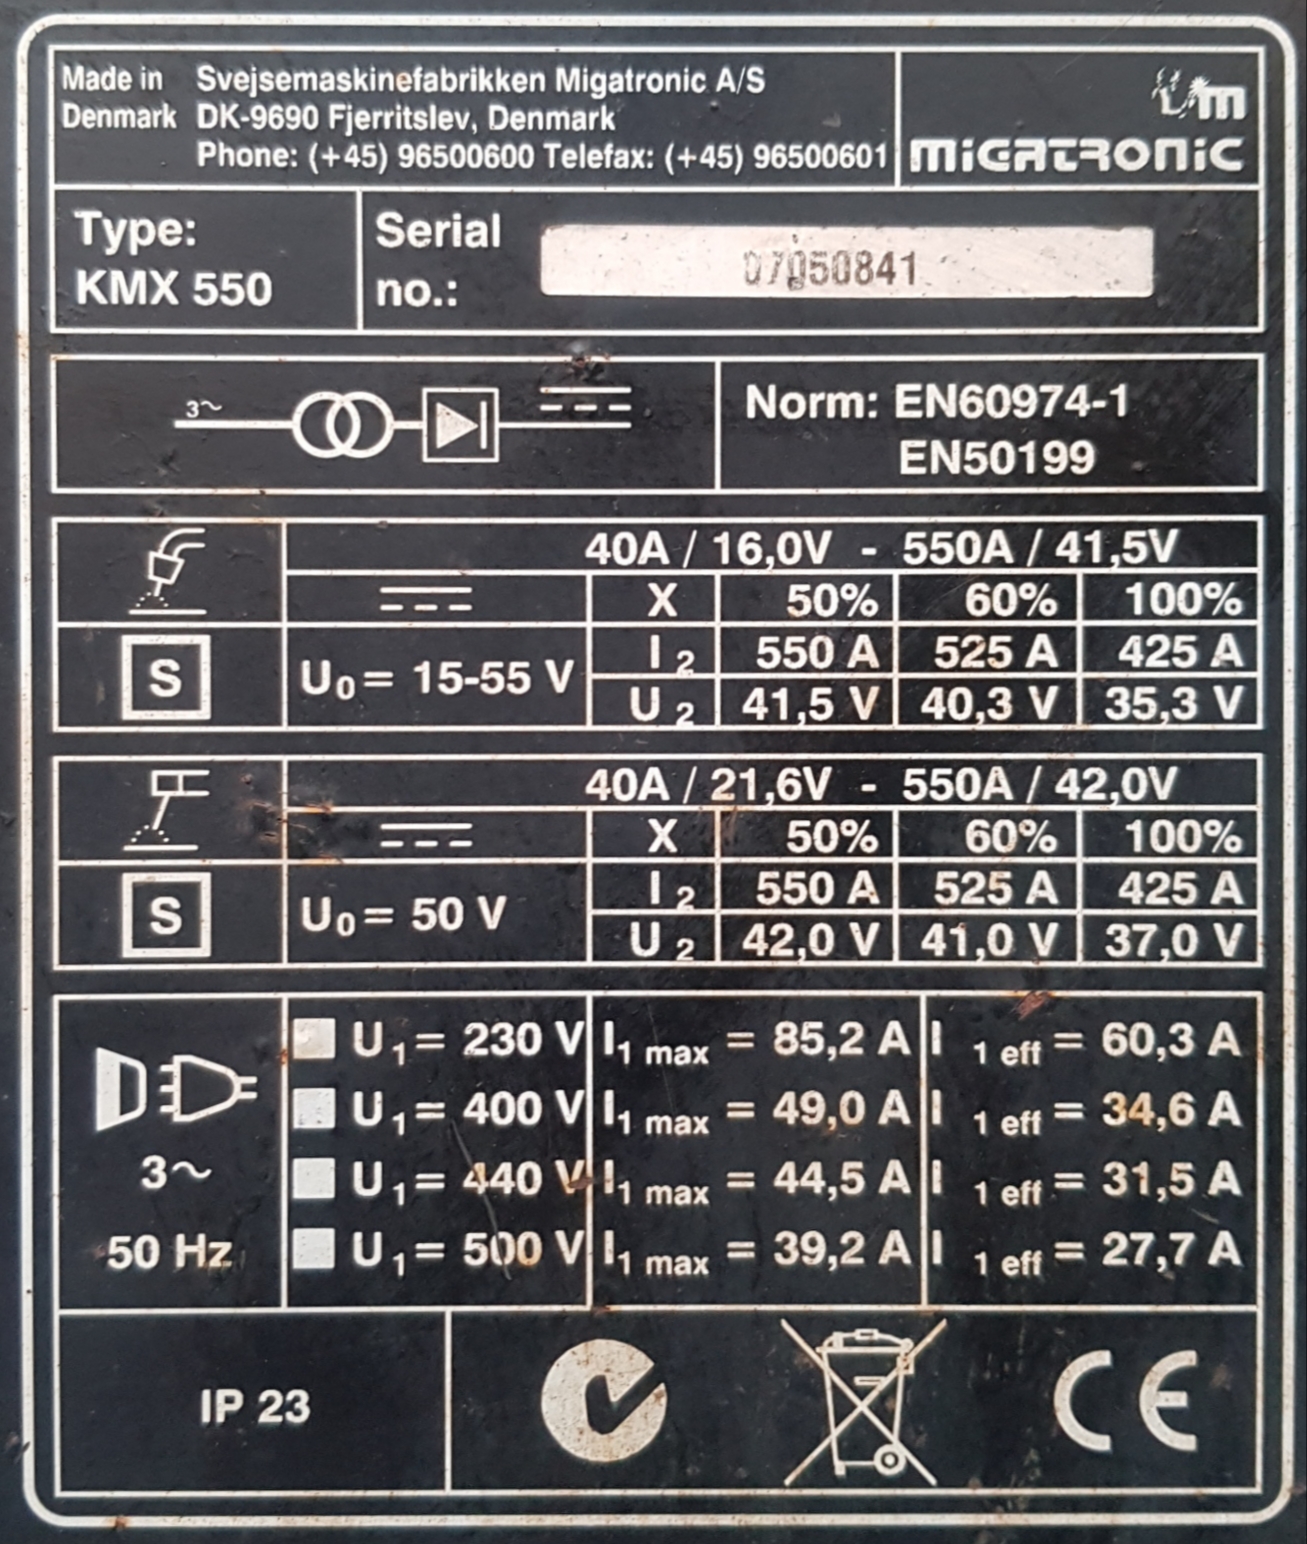 Made in Svejsemaskinefabrikken Migatronic A/S
Denmark DK-9690 Fjerritslev, Denmark
Phone: (+45) 96500600 Telefax: (+45) 96500601
m
MIGATRONIC
Type:
KMX 550
Serial
no.:
07050841
3~
Norm: EN60974-1
EN50199
40A / 16,0V - 550A / 41,5V
X 50% 60% 100%
S
U0 = 15-55 V
I2 550 A 525 A 425 A
U2 41,5 V 40,3 V 35,3 V
40A / 21,6V - 550A / 42,0V
X 50% 60% 100%
S
U0 = 50 V
I2 550 A 525 A 425 A
U2 42,0 V 41,0 V 37,0 V
3~
50 Hz
U1 = 230 V I1 max = 85,2 A I 1 eff = 60,3 A
U1 = 400 V I1 max = 49,0 A I 1 eff = 34,6 A
U1 = 440 V I1 max = 44,5 A I 1 eff = 31,5 A
U1 = 500 V I1 max = 39,2 A I 1 eff = 27,7 A
IP 23
CE